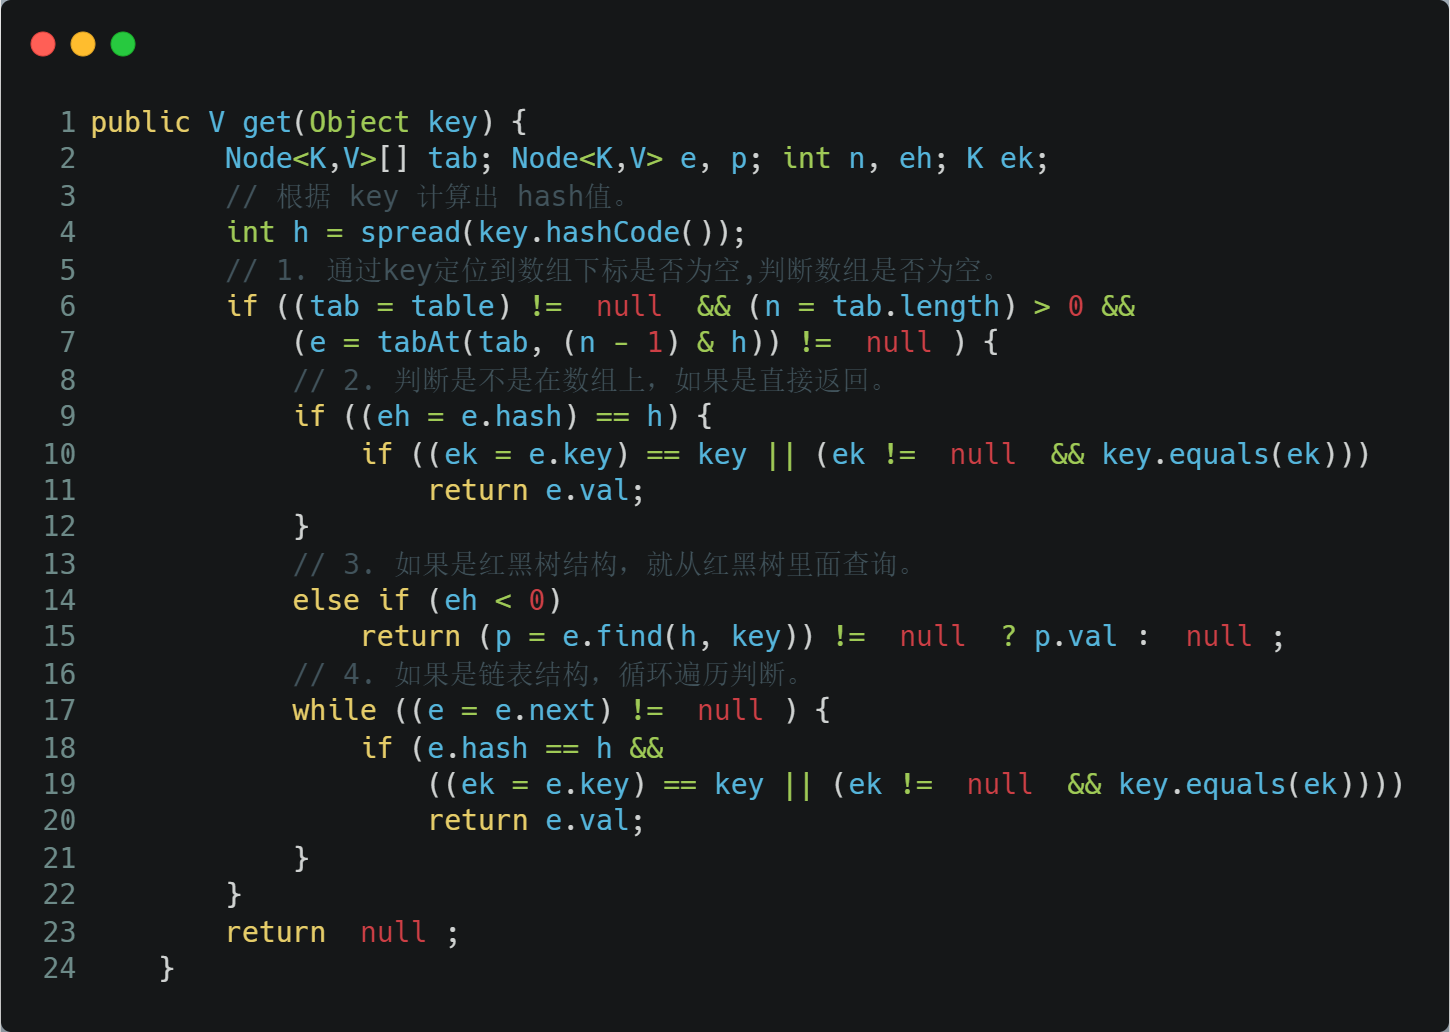 1 public V get(Object key) {
2 Node<K,V>[] tab; Node<K,V> e, p; int n, eh; K ek;
3 // 根据 key 计算出 hash值。
4 int h = spread(key.hashCode());
5 // 1. 通过key定位到数组下标是否为空,判断数组是否为空。
6 if ((tab = table) !=  null  && (n = tab.length) > 0 &&
7 (e = tabAt(tab, (n - 1) & h)) !=  null ) {
8 // 2. 判断是不是在数组上，如果是直接返回。
9 if ((eh = e.hash) == h) {
10 if ((ek = e.key) == key || (ek !=  null  && key.equals(ek)))
11 return e.val;
12 }
13 // 3. 如果是红黑树结构，就从红黑树里面查询。
14 else if (eh < 0)
15 return (p = e.find(h, key)) !=  null  ? p.val :  null ;
16 // 4. 如果是链表结构，循环遍历判断。
17 while ((e = e.next) !=  null ) {
18 if (e.hash == h &&
19 ((ek = e.key) == key || (ek !=  null  && key.equals(ek))))
20 return e.val;
21 }
22 }
23 return  null ;
24 }